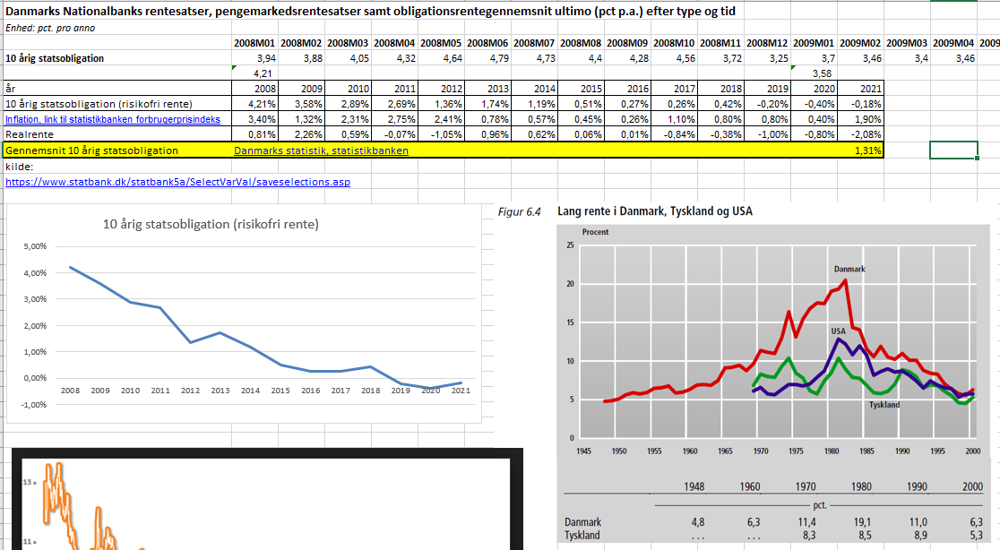 Danmarks Nationalbanks rentesatser, pengemarkedsrentesatser samt obligationsrentegennemsnit ultimo (pct p.a.) efter type og tid
Enhed: pct. pro anno
2008M01 2008M02 2008M03 2008M04 2008M05 2008M06 2008M07 2008M08 2008M09 2008M10 2008M11 2008M12 2009M01 2009M02 2009M03 2009M04 2009
10 årig statsobligation 3,94 3,88 4,05 4,32 4,64 4,79 4,73 4,4 4,28 4,56 3,72 3,25 3,7 3,46 3,4 3,46
4,21 3,58
år 2008 2009 2010 2011 2012 2013 2014 2015 2016 2017 2018 2019 2020 2021
10 årig statsobligation (risikofri rente) 4,21% 3,58% 2,89% 2,69% 1,36% 1,74% 1,19% 0,51% 0,27% 0,26% 0,42% -0,20% -0,40% -0,18%
Inflation, link til statistikbanken forbrugerprisindeks 3,40% 1,32% 2,31% 2,75% 2,41% 0,78% 0,57% 0,45% 0,26% 1,10% 0,80% 0,80% 0,40% 1,90%
Realrente 0,81% 2,26% 0,59% -0,07% -1,05% 0,96% 0,62% 0,06% 0,01% -0,84% -0,38% -1,00% -0,80% -2,08%
Gennemsnit 10 årig statsobligation Danmarks statistik, statistikbanken 1,31%
kilde:
https://www.statbank.dk/statbank5a/SelectVarVal/saveselections.asp
10 årig statsobligation (risikofri rente)
5,00%
4,00%
3,00%
2,00%
1,00%
0,00%
-1,00%
2008 2009 2010 2011 2012 2013 2014 2015 2016 2017 2018 2019 2020 2021
Figur 6.4 Lang rente i Danmark, Tyskland og USA
Procent
25
20
15
10
5
0
Danmark
USA
Tyskland
1945 1950 1955 1960 1965 1970 1975 1980 1985 1990 1995 2000
1948 1960 1970 1980 1990 2000
pct.
Danmark 4,8 6,3 11,4 19,1 11,0 6,3
Tyskland ... ... 8,3 8,5 8,9 5,3
13
11